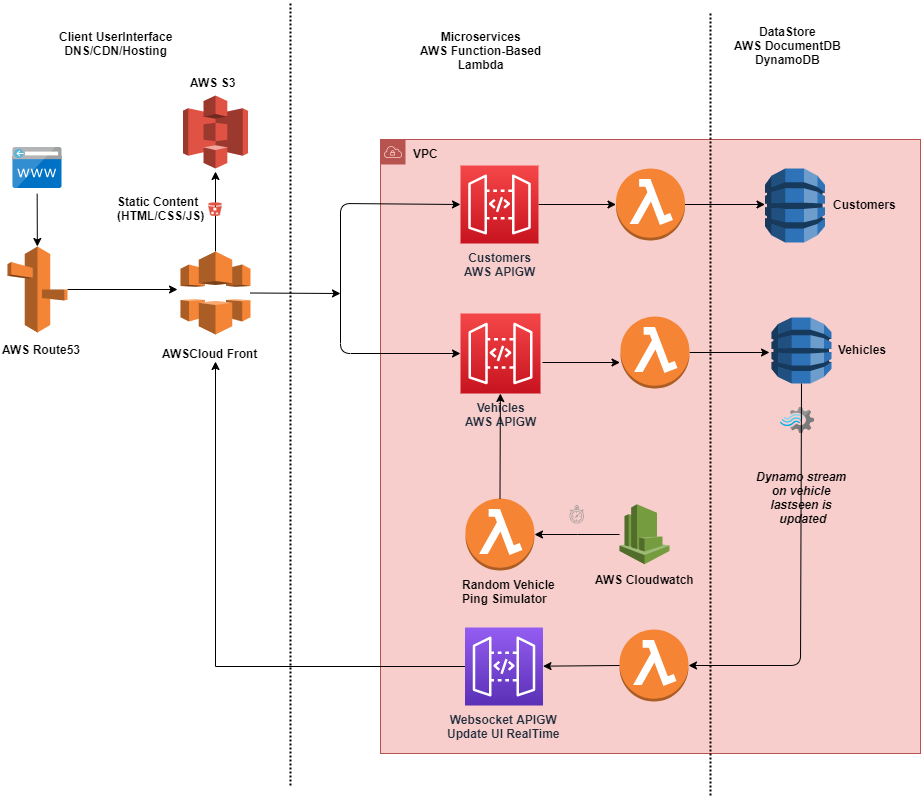 Client UserInterface
DNS/CDN/Hosting
Microservices
AWS Function-Based
Lambda
DataStore
AWS DocumentDB
DynamoDB
AWS S3
WWW
Static Content
(HTML/CSS/JS)
AWS Route53
AWSCloud Front
VPC
</>
Customers
AWS APIGW
λ
Customers
</>
Vehicles
AWS APIGW
λ
Vehicles
Dynamo stream
on vehicle
lastseen is
updated
λ
Random Vehicle
Ping Simulator
AWS Cloudwatch
</>
Websocket APIGW
Update UI RealTime
λ